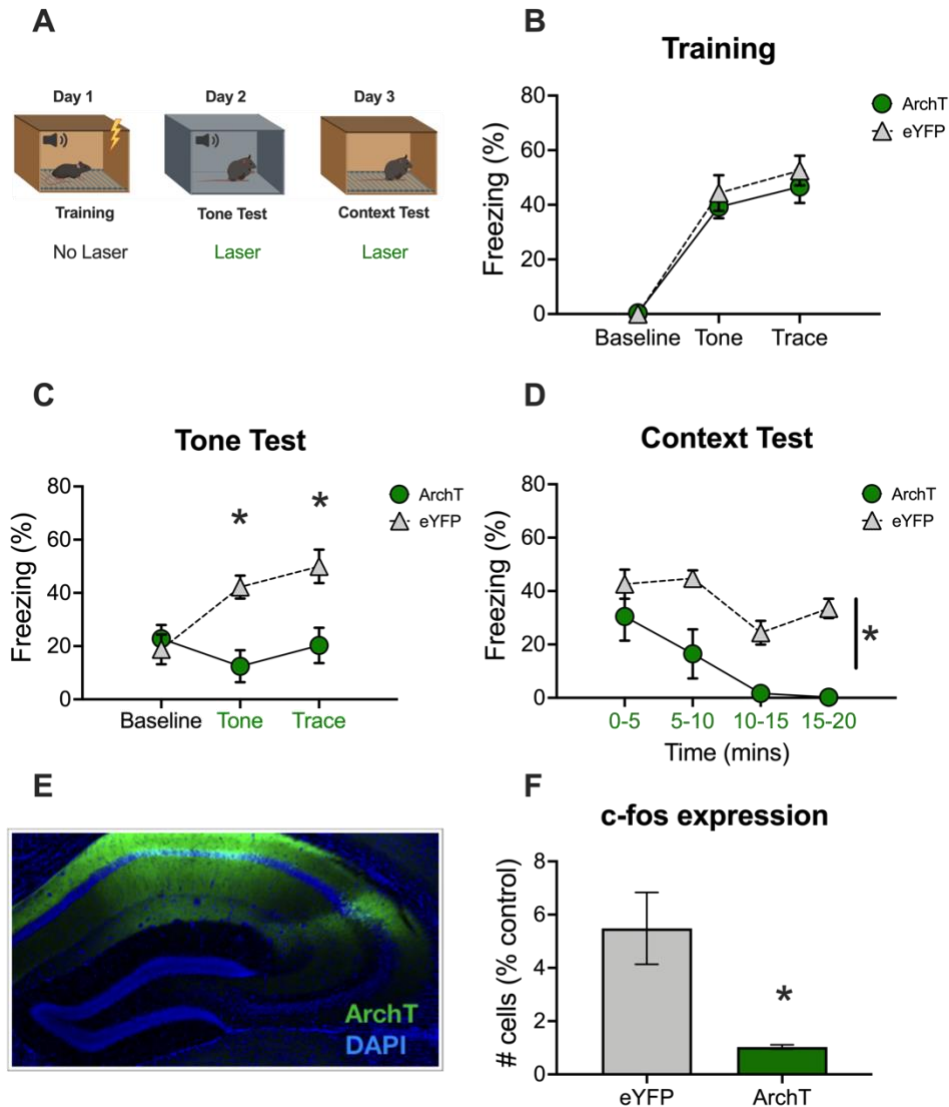 A
Day 1
Day 2
Day 3
Training
Tone Test
Context Test
No Laser
Laser
Laser
B
Training
ArchT
eYFP
Freezing (%)
80
60
40
20
0
Baseline
Tone
Trace
C
Tone Test
ArchT
eYFP
Freezing (%)
80
60
40
20
0
*
*
Baseline
Tone
Trace
D
Context Test
ArchT
eYFP
Freezing (%)
80
60
40
20
0
*
0-5
5-10
10-15
15-20
Time (mins)
E
ArchT
DAPI
F
c-fos expression
# cells (% control)
8
6
4
2
0
*
eYFP
ArchT